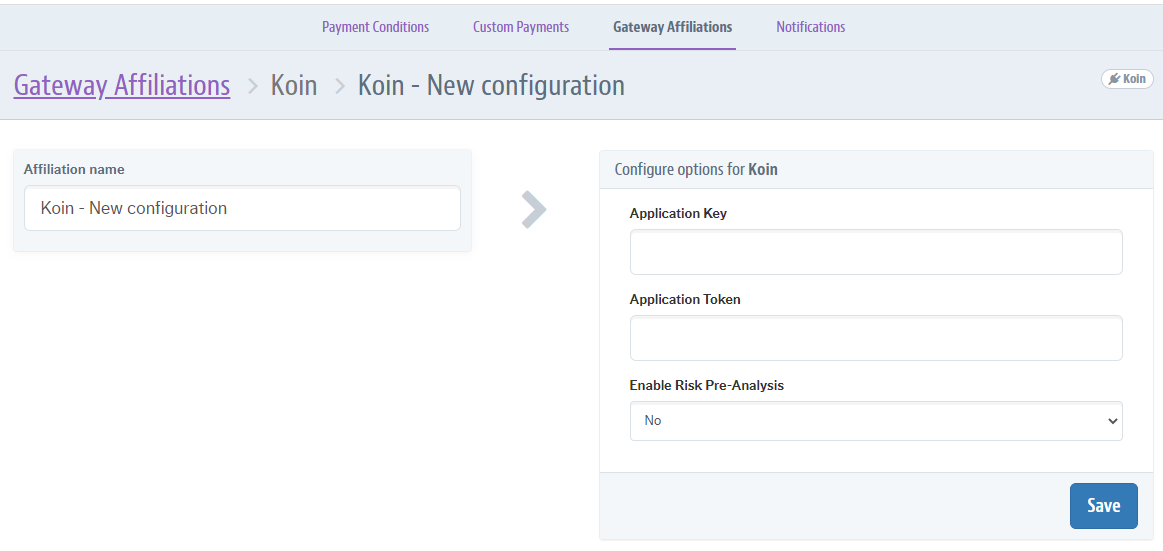 Payment Conditions Custom Payments Gateway Affiliations Notifications
Gateway Affiliations > Koin > Koin - New configuration
Koin
Affiliation name
Koin - New configuration
Configure options for Koin
Application Key
Application Token
Enable Risk Pre-Analysis
No
Save